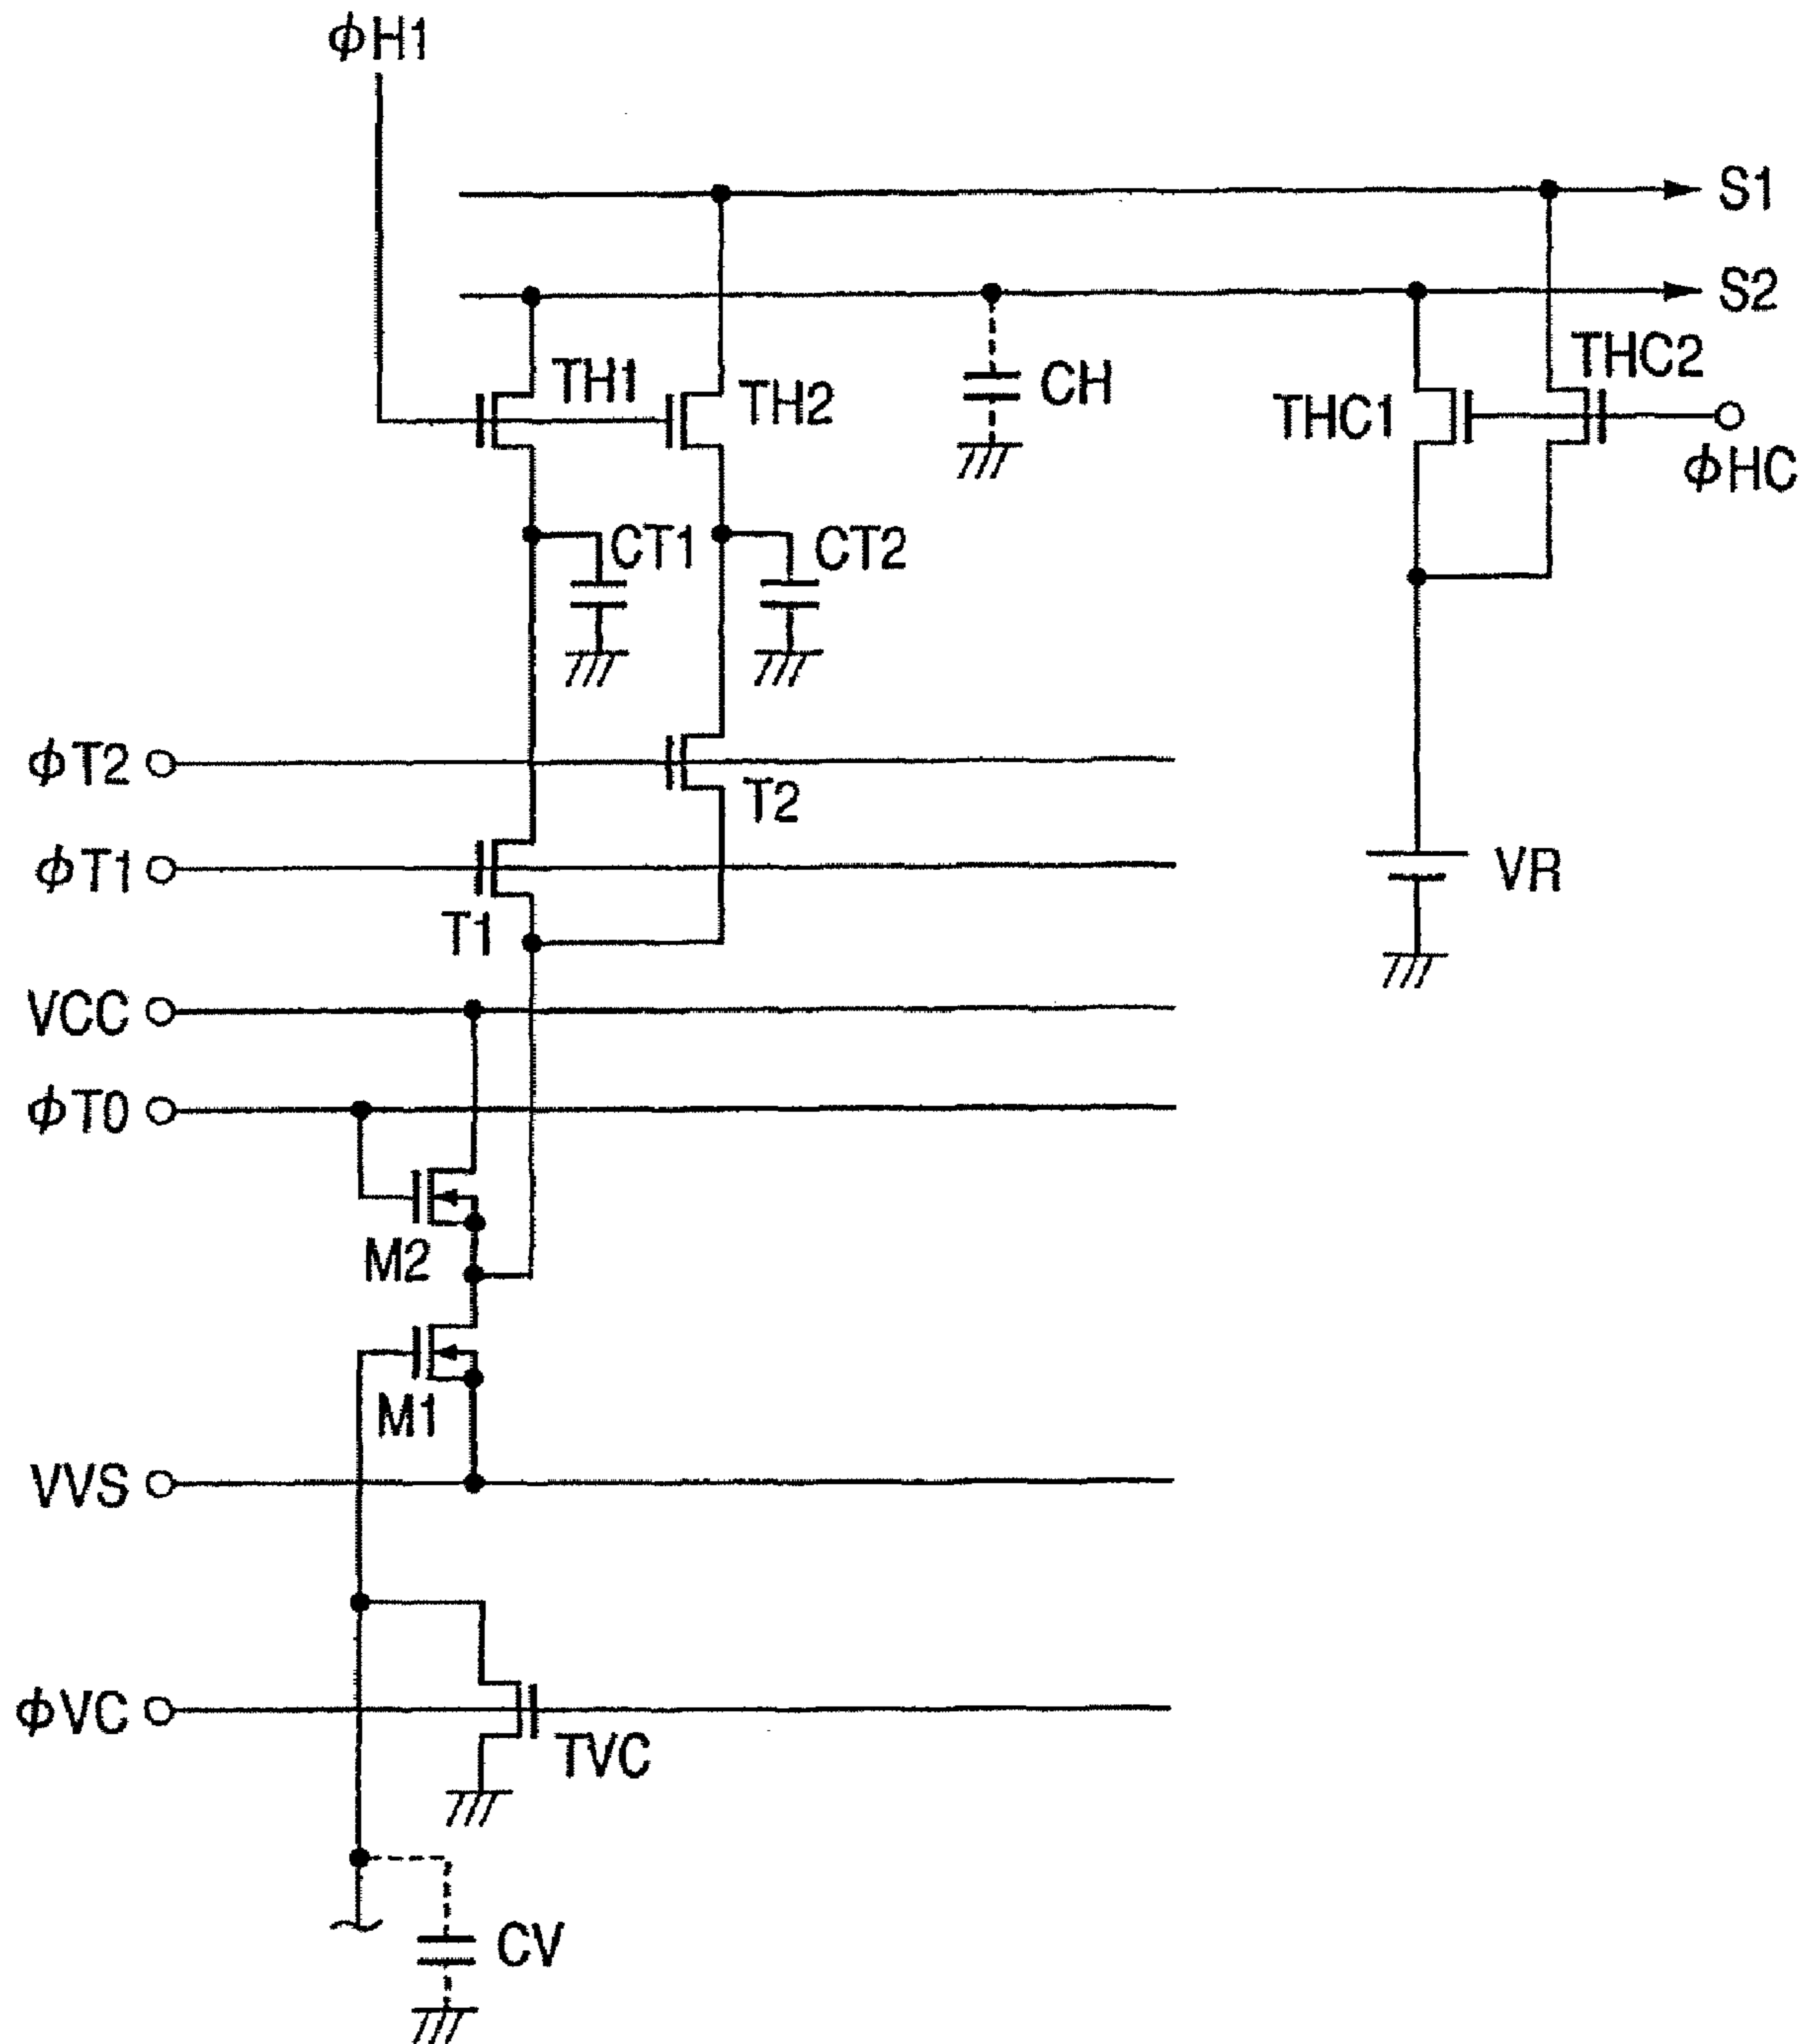 ϕH1
S1
S2
TH1
TH2
CH
THC1
THC2
ϕHC
CT1
CT2
ϕT2
T2
ϕT1
T1
VR
VCC
ϕT0
M2
M1
VVS
ϕVC
TVC
CV